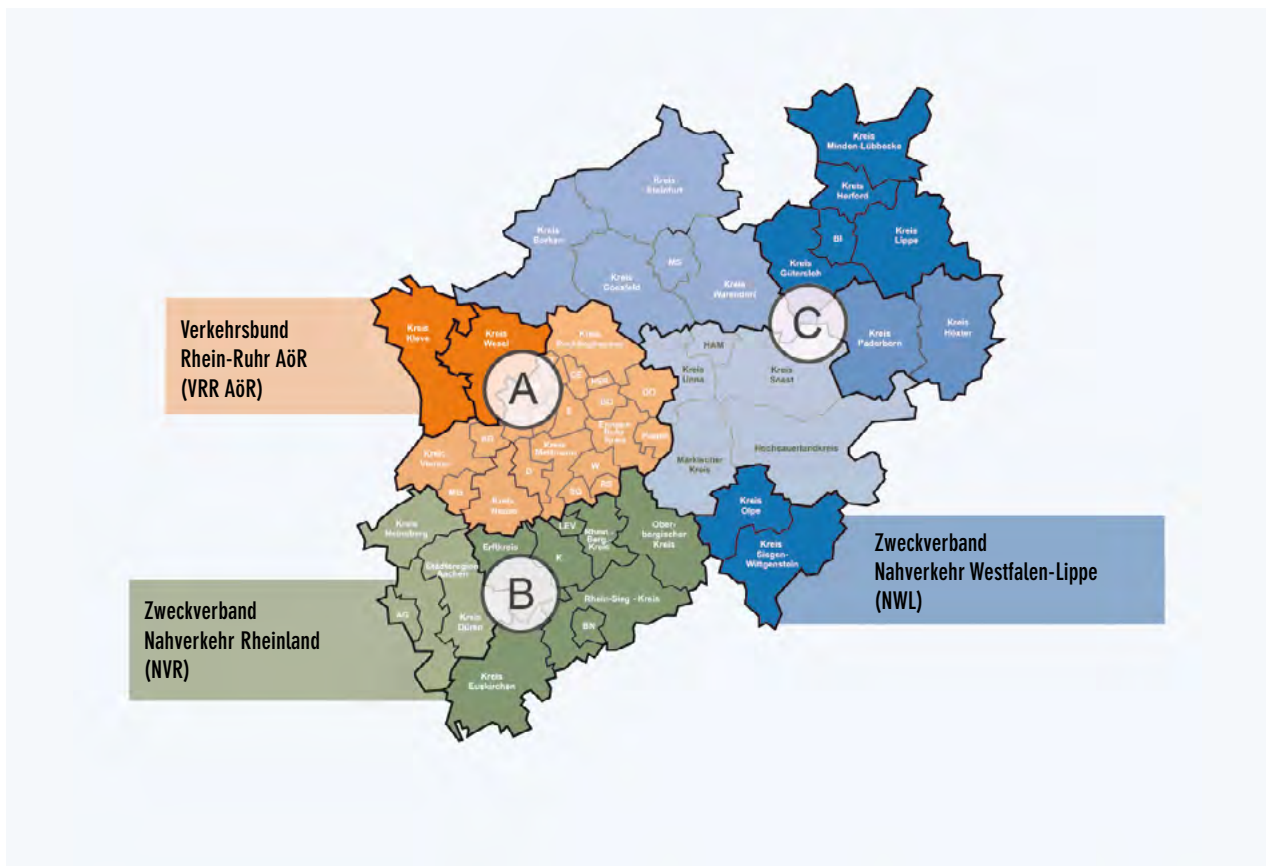 Kreis
Minden-Lübbecke
Kreis
Herford
Kreis
Steinfurt
Kreis
Lippe
BI
Kreis
Borken
MS
Kreis
Gütersloh
Kreis
Coesfeld
Kreis
Warendorf
C
Verkehrsbund
Rhein-Ruhr AöR
(VRR AöR)
Kreis
Kleve
Kreis
Wesel
Kreis
Recklinghausen
HAM
Kreis
Unna
Kreis
Soest
Kreis
Paderborn
Kreis
Höxter
A
GE
DO
E
Kreis
Viersen
KR
Kreis
Mettmann
Ennepe-
Ruhr-
Kreis
Hagen
Märkischer
Kreis
Hochsauerlandkreis
D
W
MG
Kreis
Neuss
SG
RS
Kreis
Olpe
Kreis
Siegen-
Wittgenstein
Kreis
Heinsberg
LEV
Rhein.-
Berg.
Kreis
Ober-
bergischer
Kreis
Erftkreis
K
Städteregion
Aachen
B
AC
Kreis
Düren
Rhein-Sieg - Kreis
BN
Kreis
Euskirchen
Zweckverband
Nahverkehr Westfalen-Lippe
(NWL)
Zweckverband
Nahverkehr Rheinland
(NVR)